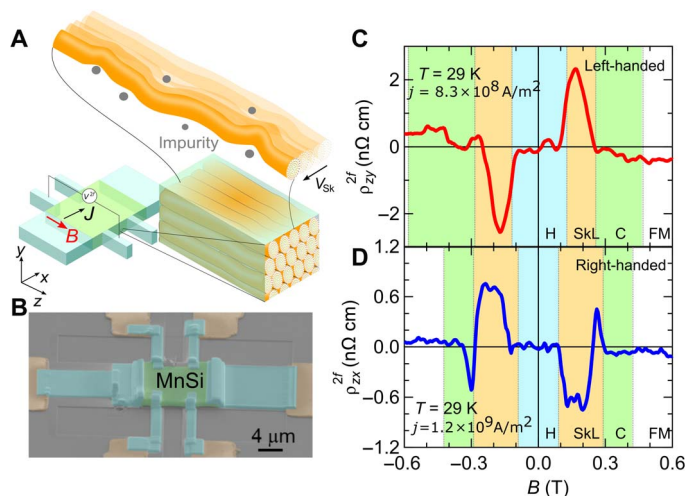 A
Impurity
V_Sk
V^2f
J
B
y
x
z
B
MnSi
4 μm
C
T = 29 K
j = 8.3×10^8 A/m^2
Left-handed
ρ^2f_zy (nΩ cm)
2
0
-2
H SkL C FM
D
Right-handed
ρ^2f_zx (nΩ cm)
1.2
0.6
0.0
-0.6
-1.2
T = 29 K
j=1.2×10^9A/m^2
H SkL C FM
-0.6 -0.3 0.0 0.3 0.6
B (T)